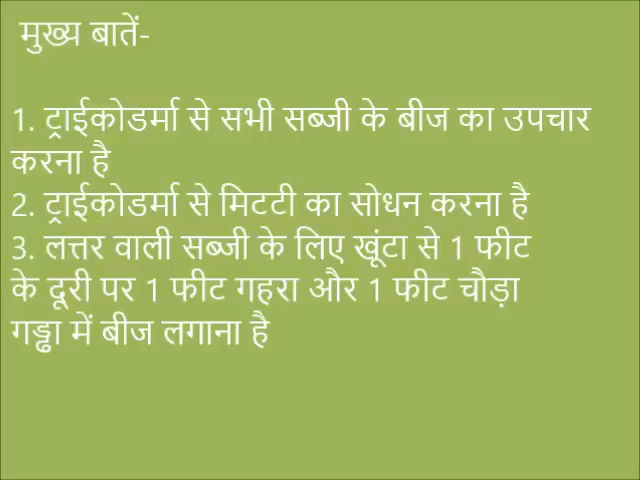 मुख्य बातें-
1. ट्राईकोडर्मा से सभी सब्जी के बीज का उपचार
करना है
2. ट्राईकोडर्मा से मिटटी का सोधन करना है
3. लत्तर वाली सब्जी के लिए खूंटा से 1 फीट
के दूरी पर 1 फीट गहरा और 1 फीट चौड़ा
गड्ढा में बीज लगाना है